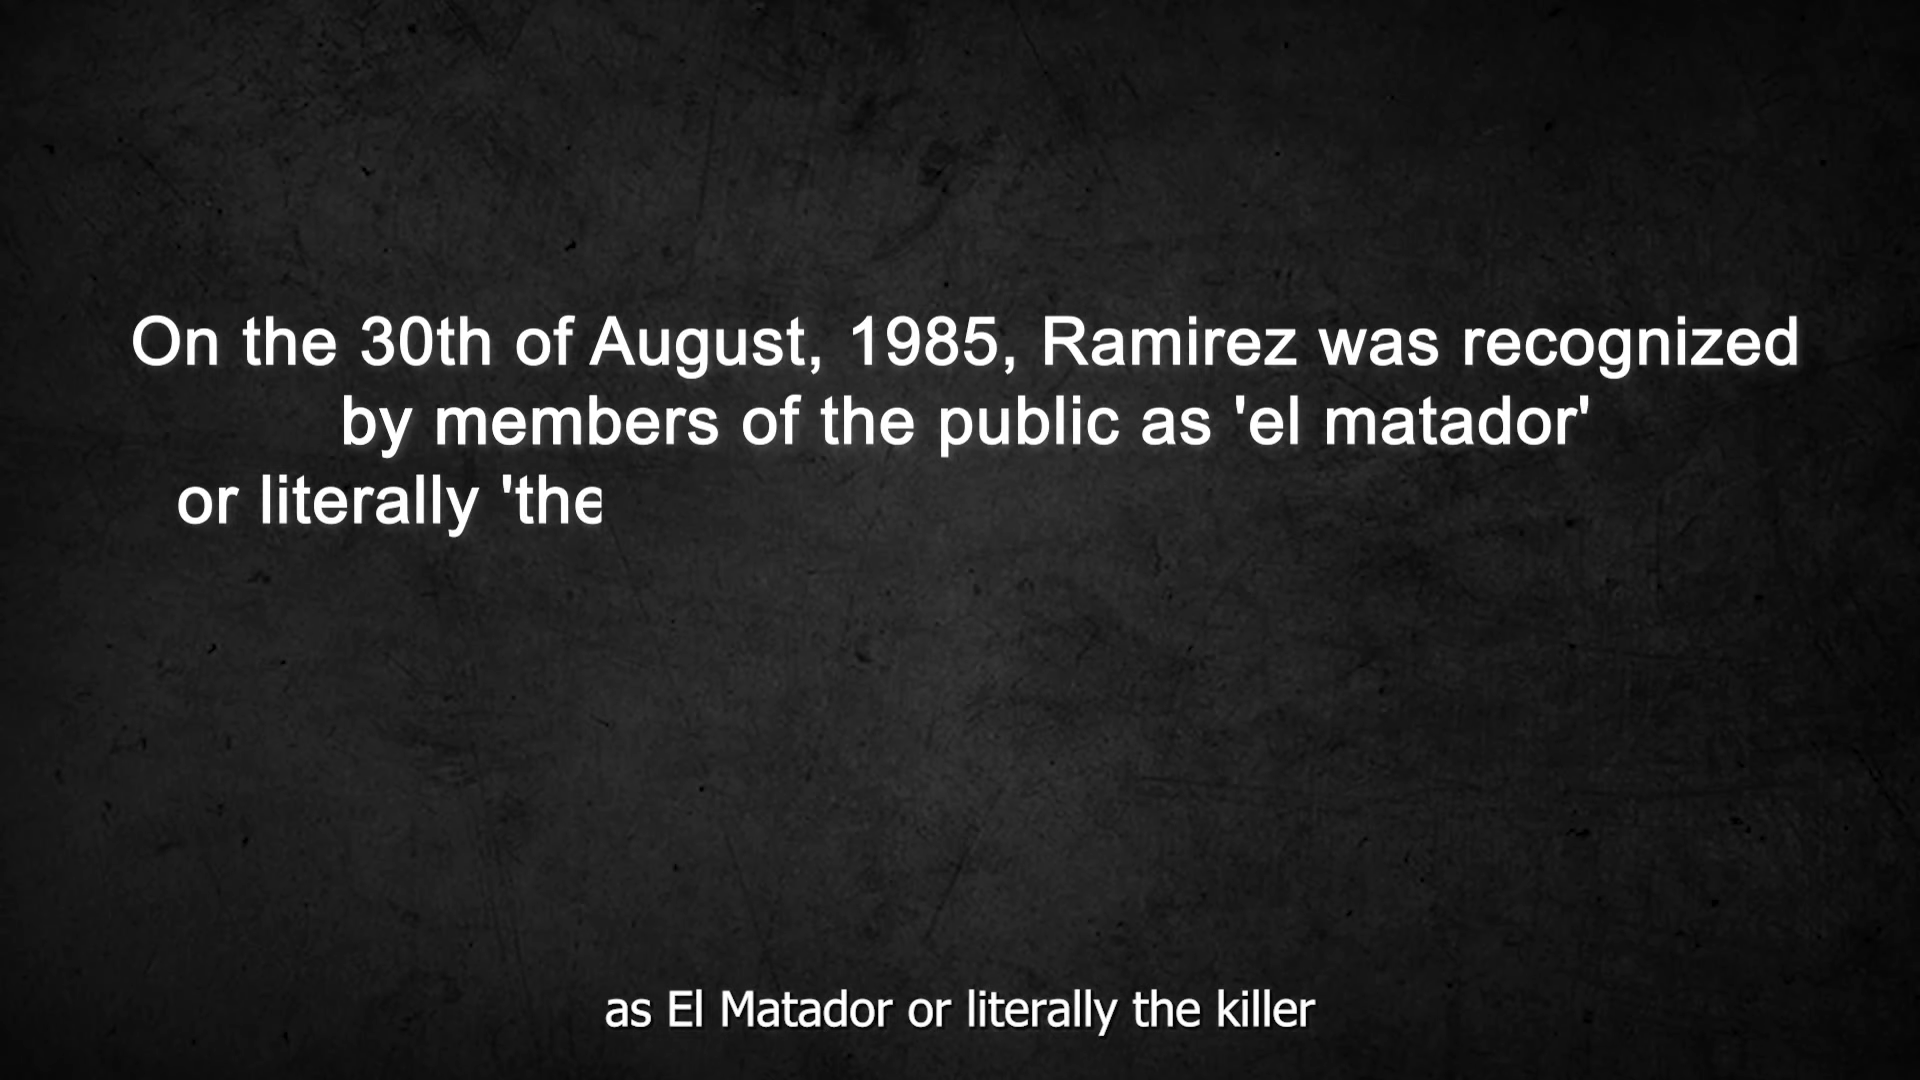 On the 30th of August, 1985, Ramirez was recognized
by members of the public as 'el matador'
or literally 'the
as El Matador or literally the killer